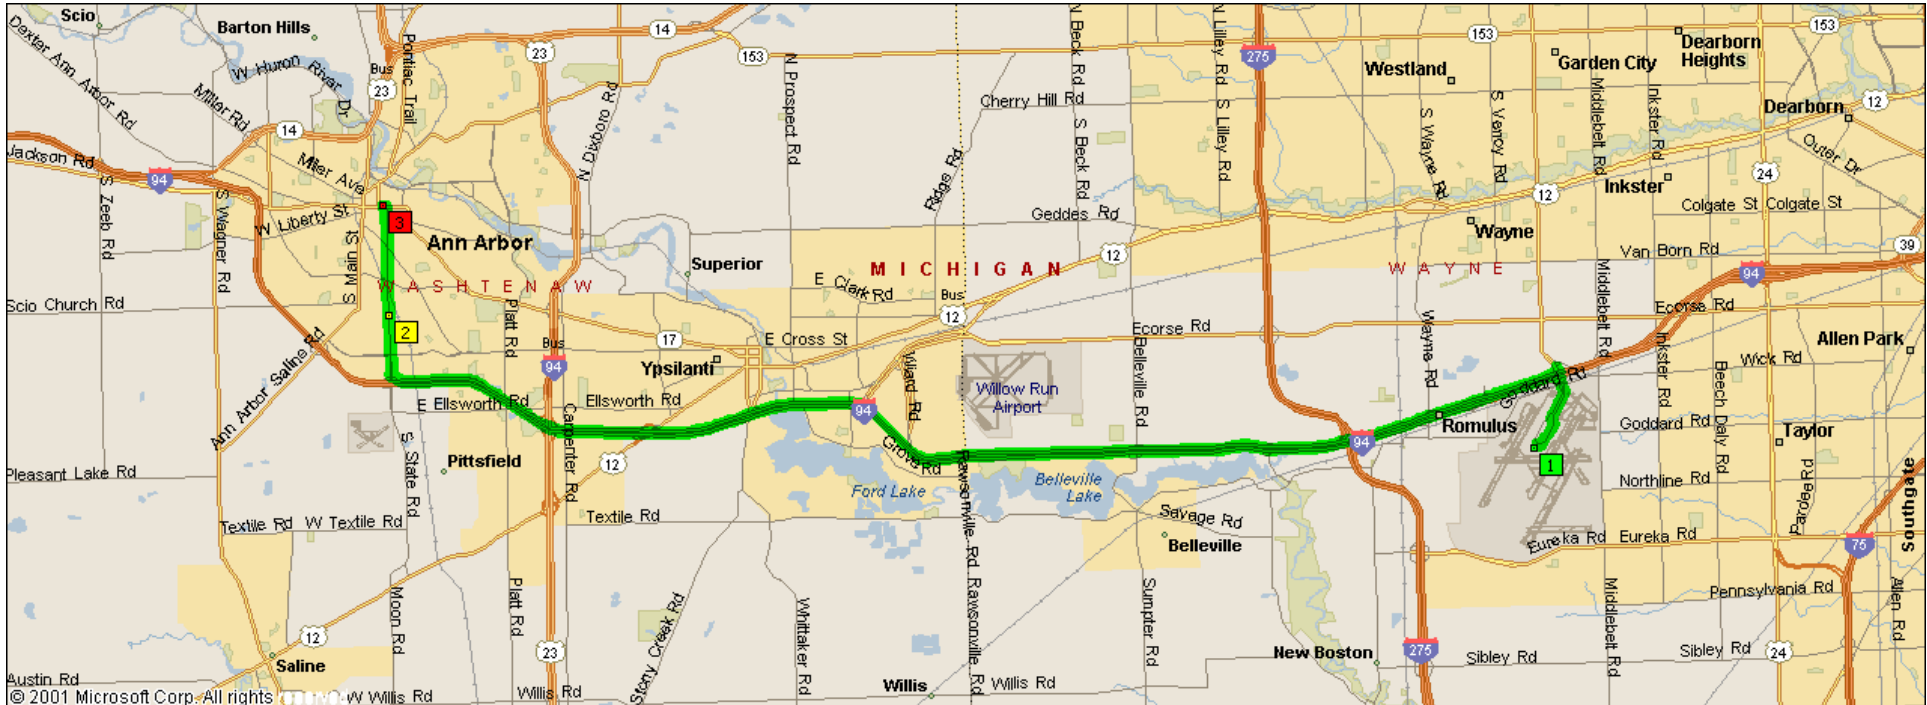 Scio
Barton Hills
Dexter Ann Arbor Rd
W Huron River Dr
Miller Rd
Pontiac Trail
Bus
23
14
23
14
153
N Dixboro Rd
N Prospect Rd
N Beck Rd
S Beck Rd
Cherry Hill Rd
N Lilley Rd
S Lilley Rd
S Lilley Rd
275
153
Westland
Garden City
Dearborn
Heights
153
Dearborn
12
Outer Dr
S Wayne Rd
S Venoy Rd
Middlebelt Rd
Inkster Rd
24
Inkster
12
Colgate St
Colgate St
Jackson Rd
94
S Zeeb Rd
S Wagner Rd
Miller Ave
W Liberty St
S Main St
3
Ann Arbor
WASHTENAW
Superior
MICHIGAN
Ridge Rd
Geddes Rd
12
Wayne
WAYNE
Van Born Rd
39
94
Scio Church Rd
2
Platt Rd
Bus
94
17
E Clark Rd
Bus
12
E Cross St
Ypsilanti
Ecorse Rd
Belleville Rd
Wayne Rd
Middlebelt Rd
Ecorse Rd
Allen Park
Inkster Rd
Wick Rd
Beech Daly Rd
Ann Arbor Saline Rd
E Ellsworth Rd
Ellsworth Rd
Carpenter Rd
94
Wiard Rd
Willow Run
Airport
Goddard Rd
Romulus
Goddard Rd
Taylor
94
1
Grove Rd
Pittsfield
S State Rd
12
Pleasant Lake Rd
Ford Lake
Belleville
Lake
Rawsonville Rd
Northline Rd
Pardee Rd
Southgate
Textile Rd
W Textile Rd
Textile Rd
Savage Rd
Belleville
Eureka Rd
Eureka Rd
75
Moon Rd
Platt Rd
Stony Creek Rd
Whittaker Rd
Rawsonville Rd
Sumpter Rd
Middlebelt Rd
Pennsylvania Rd
Allen Rd
12
Saline
23
New Boston
275
Sibley Rd
Sibley Rd
24
Austin Rd
W Willis Rd
Willis Rd
Willis
Willis Rd
© 2001 Microsoft Corp. All rights reserved